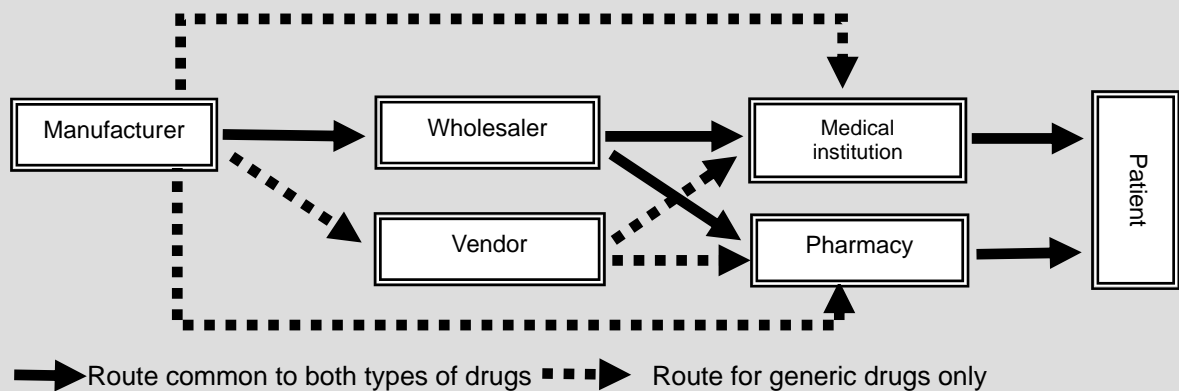 Manufacturer
Wholesaler
Medical
institution
Patient
Vendor
Pharmacy
Route common to both types of drugs
Route for generic drugs only